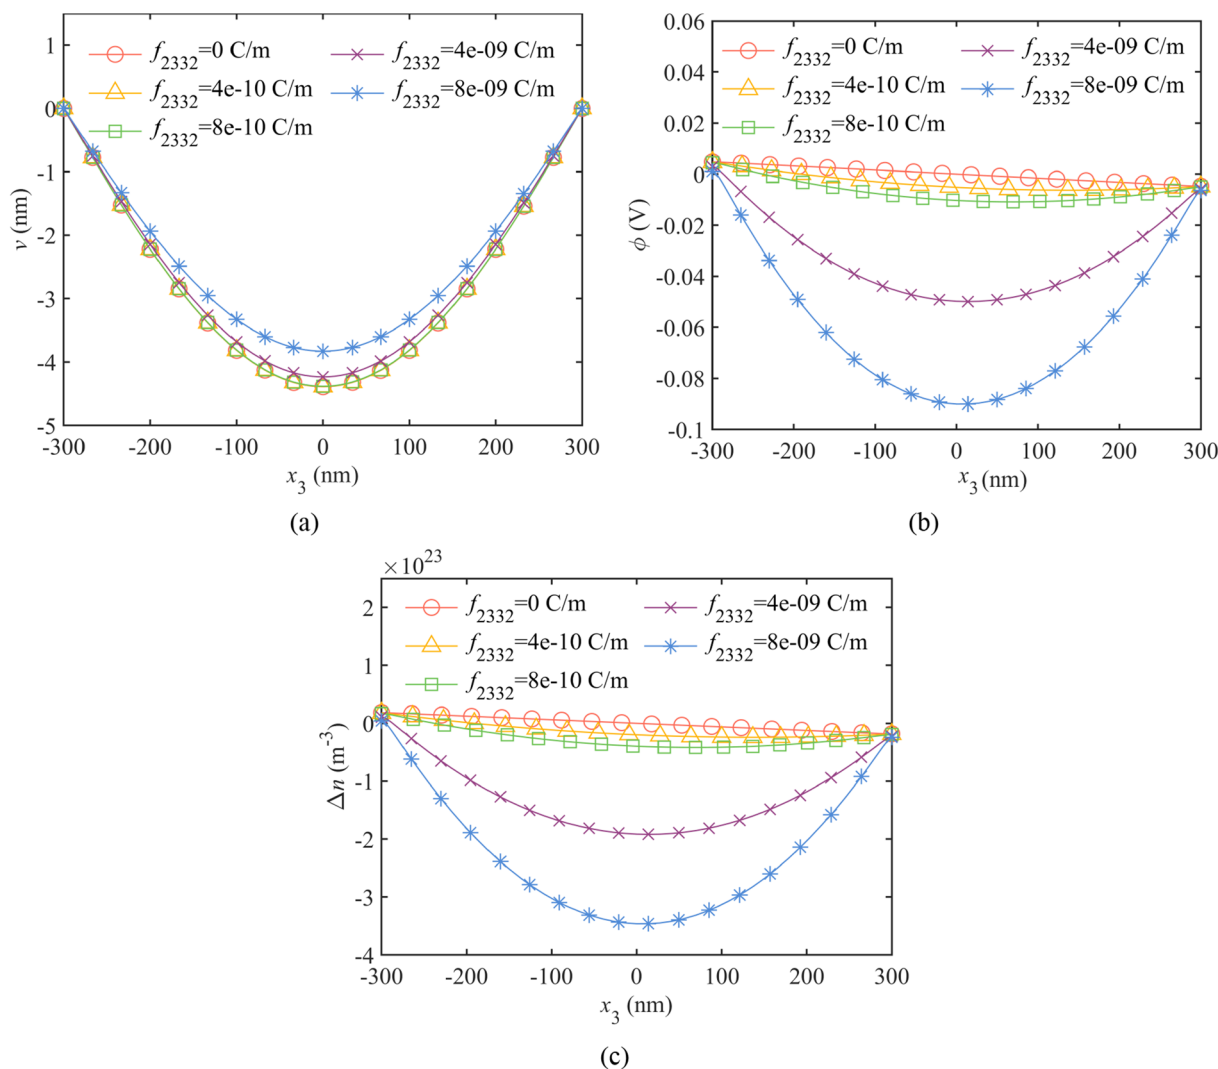 1
0
-1
-2
-3
-4
-5
v (nm)
f2332=0 C/m
f2332=4e-10 C/m
f2332=8e-10 C/m
f2332=4e-09 C/m
f2332=8e-09 C/m
-300 -200 -100 0 100 200 300
x3 (nm)
(a)
0.06
0.04
0.02
0
-0.02
-0.04
-0.06
-0.08
-0.1
ϕ (V)
f2332=0 C/m
f2332=4e-10 C/m
f2332=8e-10 C/m
f2332=4e-09 C/m
f2332=8e-09 C/m
-300 -200 -100 0 100 200 300
x3 (nm)
(b)
×10^23
2
1
0
-1
-2
-3
-4
Δn (m^-3)
f2332=0 C/m
f2332=4e-10 C/m
f2332=8e-10 C/m
f2332=4e-09 C/m
f2332=8e-09 C/m
-300 -200 -100 0 100 200 300
x3 (nm)
(c)